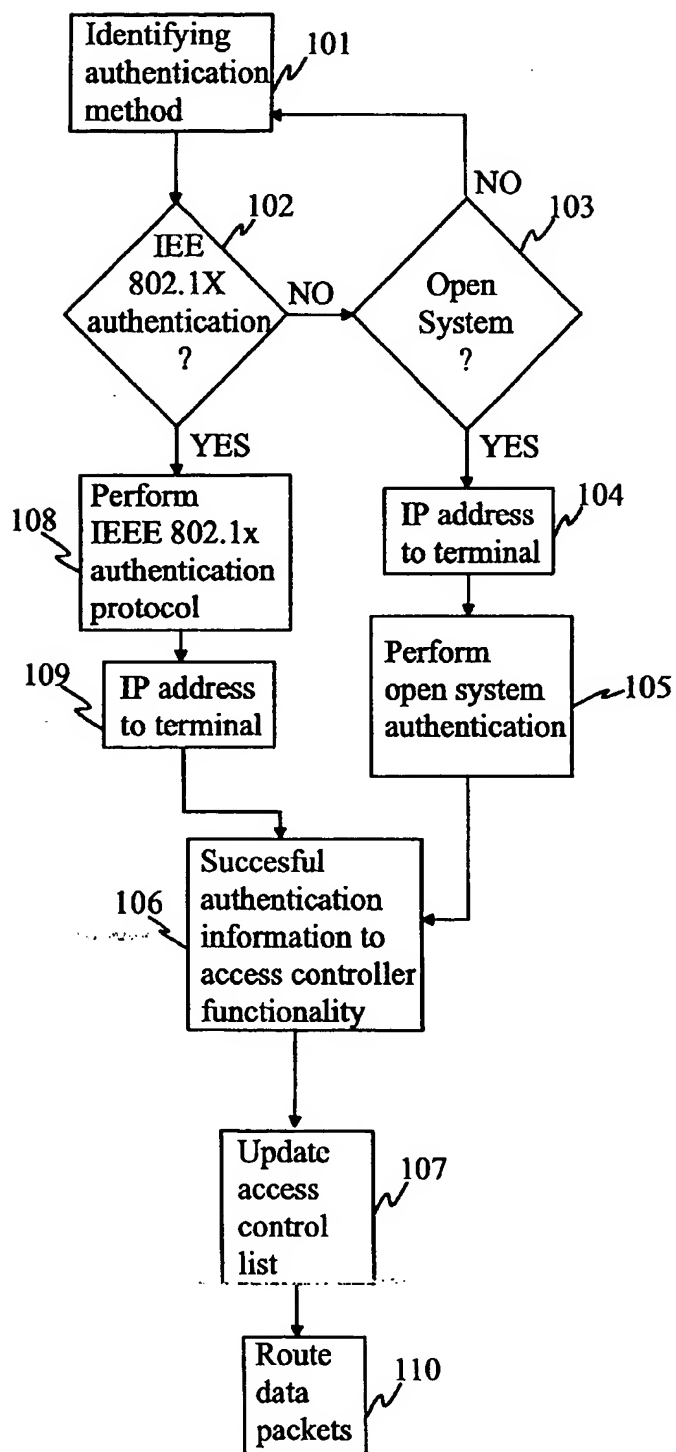 Identifying
authentication
method
101
NO
102
103
IEE
802.1X
authentication
?
NO
Open
System
?
YES
YES
108
Perform
IEEE 802.1x
authentication
protocol
IP address
to terminal
104
109
IP address
to terminal
Perform
open system
authentication
105
106
Succesful
authentication
information to
access controller
functionality
Update
access
control
list
107
Route
data
packets
110